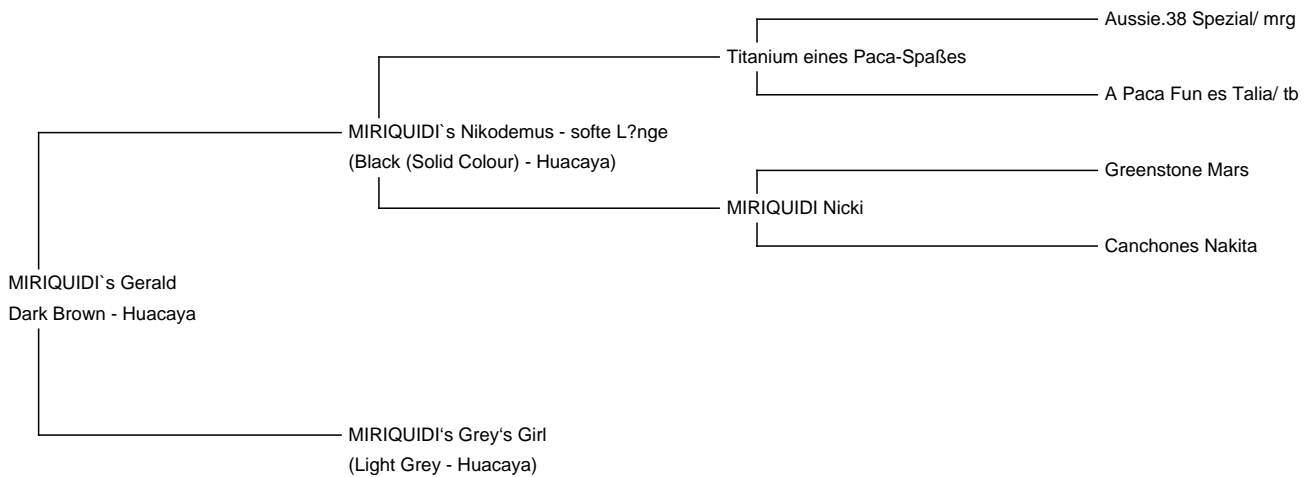 Aussie.38 Spezial/ mrg
Titanium eines Paca-Spaßes
A Paca Fun es Talia/ tb
MIRIQUIDI`s Nikodemus - softe L?nge
(Black (Solid Colour) - Huacaya)
Greenstone Mars
MIRIQUIDI Nicki
Canchones Nakita
MIRIQUIDI`s Gerald
Dark Brown - Huacaya
MIRIQUIDI‘s Grey‘s Girl
(Light Grey - Huacaya)